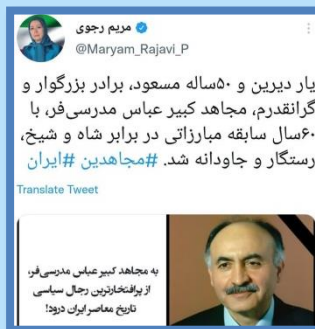 مریم رجوی
@Maryam_Rajavi_P
یار دیرین و ۵۰ساله مسعود، برادر بزرگوار و
گرانقدرم، مجاهد کبیر عباس مدرسی‌فر، با
۶۰سال سابقه مبارزاتی در برابر شاه و شیخ،
رستگار و جاودانه شد. #مجاهدین #ایران
Translate Tweet
به مجاهد کبیر عباس مدرسی‌فر،
از پرافتخارترین رجال سیاسی
تاریخ معاصر ایران درود!